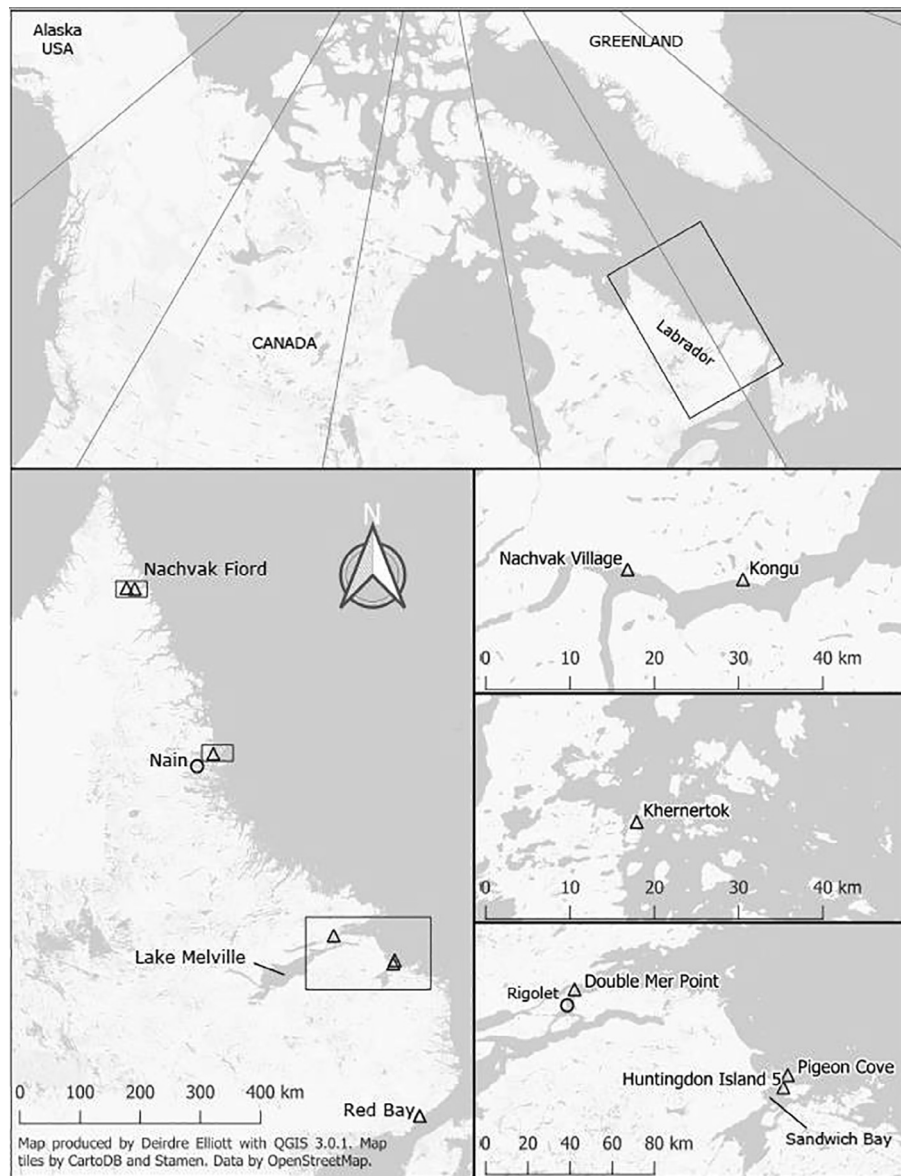 Alaska
USA
GREENLAND
CANADA
Labrador
N
Nachvak Fiord
Nain
Lake Melville
0 100 200 300 400 km
Red Bay
Map produced by Deirdre Elliott with QGIS 3.0.1. Map
tiles by CartoDB and Stamen. Data by OpenStreetMap.
Nachvak Village
Kongu
0 10 20 30 40 km
Khernertok
0 10 20 30 40 km
Double Mer Point
Rigolet
Pigeon Cove
Huntingdon Island 5
Sandwich Bay
0 20 40 60 80 km